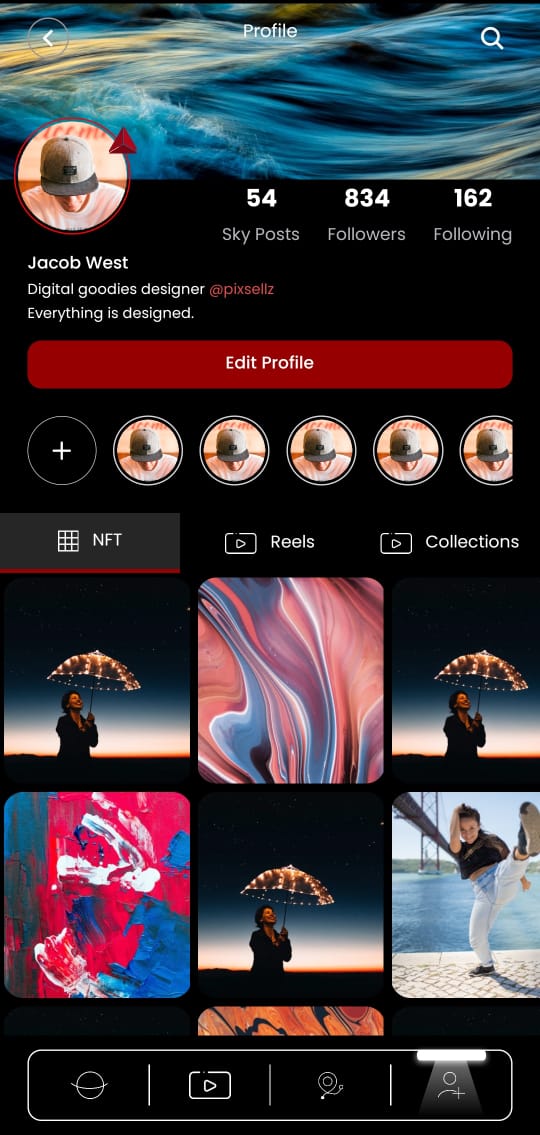 Profile
54 834 162
Sky Posts Followers Following
Jacob West
Digital goodies designer @pixsellz
Everything is designed.
Edit Profile
NFT Reels Collections